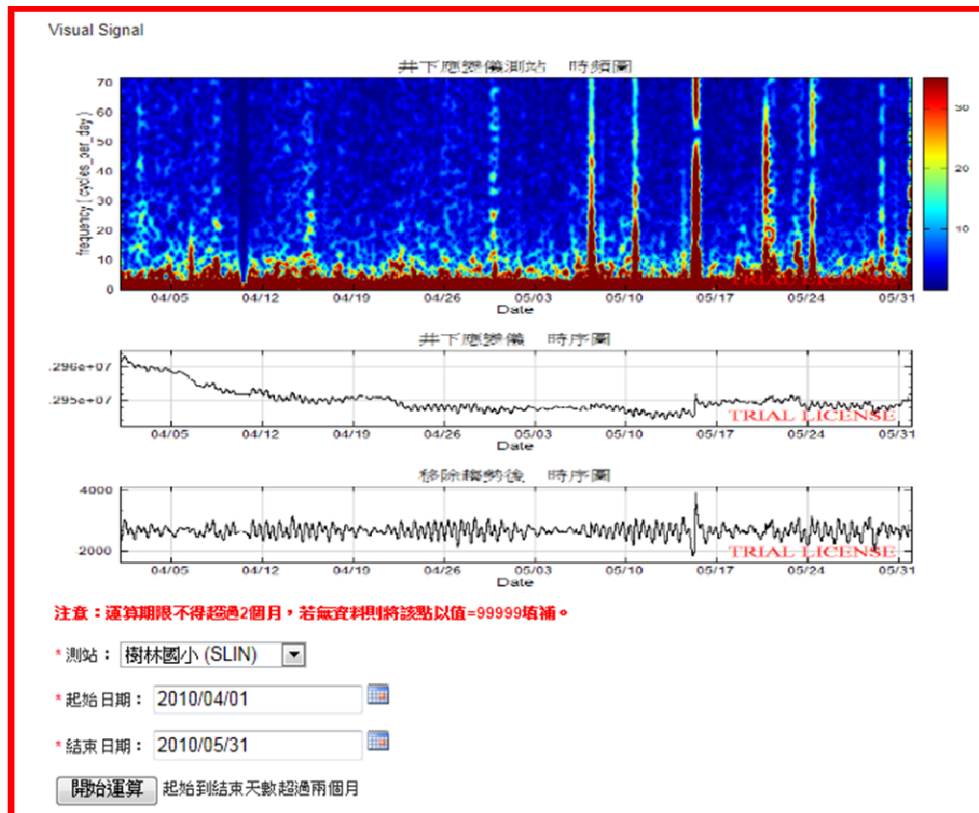 Visual Signal
井下應變儀測站 時頻圖
frequency ( cycles_per_day )
70
60
50
40
30
20
10
0
30
20
10
TRIAL LICENSE
04/05 04/12 04/19 04/26 05/03 05/10 05/17 05/24 05/31
Date
井下應變儀 時序圖
.296e+07
.295e+07
TRIAL LICENSE
04/05 04/12 04/19 04/26 05/03 05/10 05/17 05/24 05/31
Date
移除趨勢後 時序圖
4000
-2000
TRIAL LICENSE
04/05 04/12 04/19 04/26 05/03 05/10 05/17 05/24 05/31
Date
注意：運算期限不得超過2個月，若無資料則將該點以值=99999填補。
*測站： 樹林國小 (SLIN)
*起始日期： 2010/04/01
*結束日期： 2010/05/31
開始運算 起始到結束天數超過兩個月